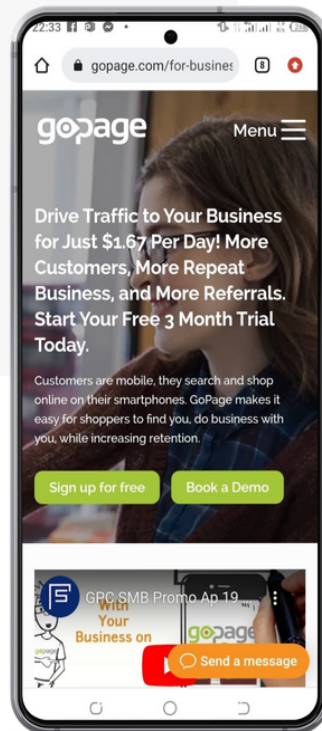 22:33
gopage.com/for-busines
8
gopage
Menu
Drive Traffic to Your Business
for Just $1.67 Per Day! More
Customers, More Repeat
Business, and More Referrals.
Start Your Free 3 Month Trial
Today.
Customers are mobile, they search and shop
online on their smartphones. GoPage makes it
easy for shoppers to find you, do business with
you, while increasing retention.
Sign up for free
Book a Demo
GPC SMB Promo Ap 19
With
Your
Business on
gopage
Send a message